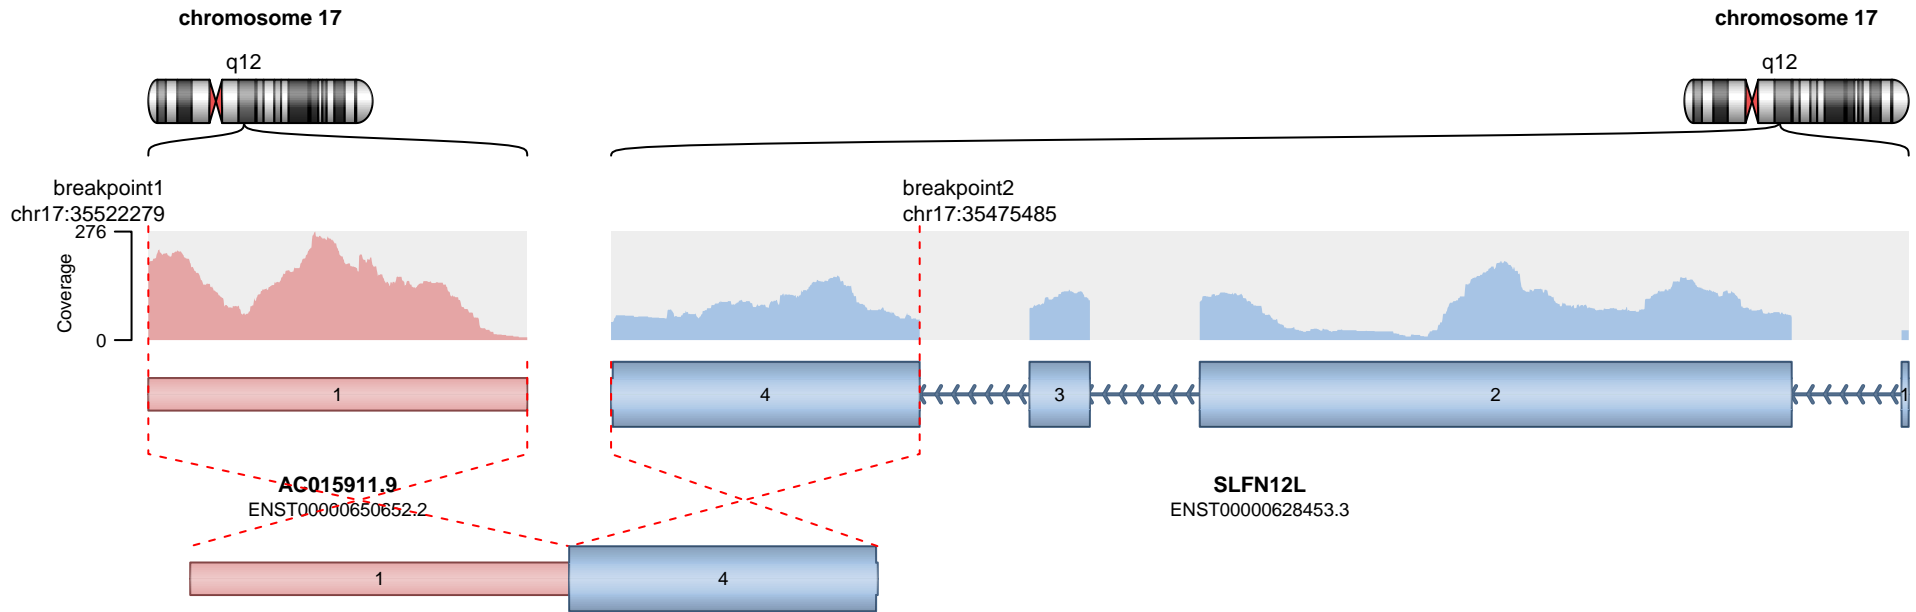 chromosome 17
chromosome 17
q12
q12
breakpoint1
chr17:35522279
breakpoint2
chr17:35475485
276
Coverage
0
1
4
3
2
1
AC015911.9
ENST00000650652.2
SLFN12L
ENST00000628453.3
1
4